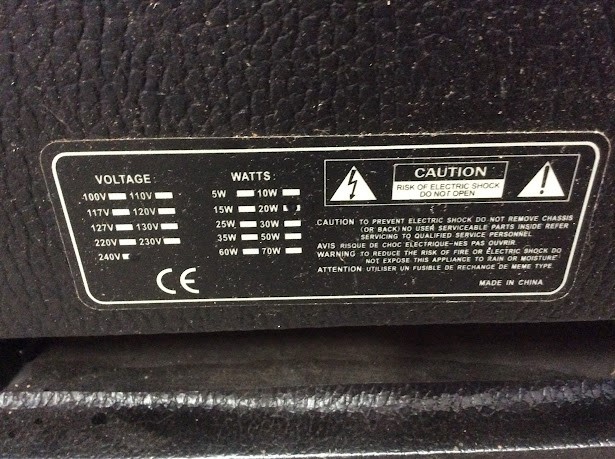 VOLTAGE:
100V 110V
117V 120V
127V 130V
220V 230V
240V
WATTS:
5W 10W
15W 20W
25W 30W
35W 50W
60W 70W
CE
CAUTION
RISK OF ELECTRIC SHOCK
DO NOT OPEN
CAUTION TO PREVENT ELECTRIC SHOCK DO NOT REMOVE CHASSIS
(OR BACK) NO USER SERVICEABLE PARTS INSIDE REFER
SERVICING TO QUALIFIED SERVICE PERSONNEL
AVIS RISQUE DE CHOC ELECTRIQUE-NES PAS OUVRIR.
WARNING TO REDUCE THE RISK OF FIRE OR ELECTRIC SHOCK DO
NOT EXPOSE THIS APPLIANCE TO RAIN OR MOISTURE
ATTENTION UTILISER UN FUSIBLE DE RECHANGE DE MEME TYPE
MADE IN CHINA